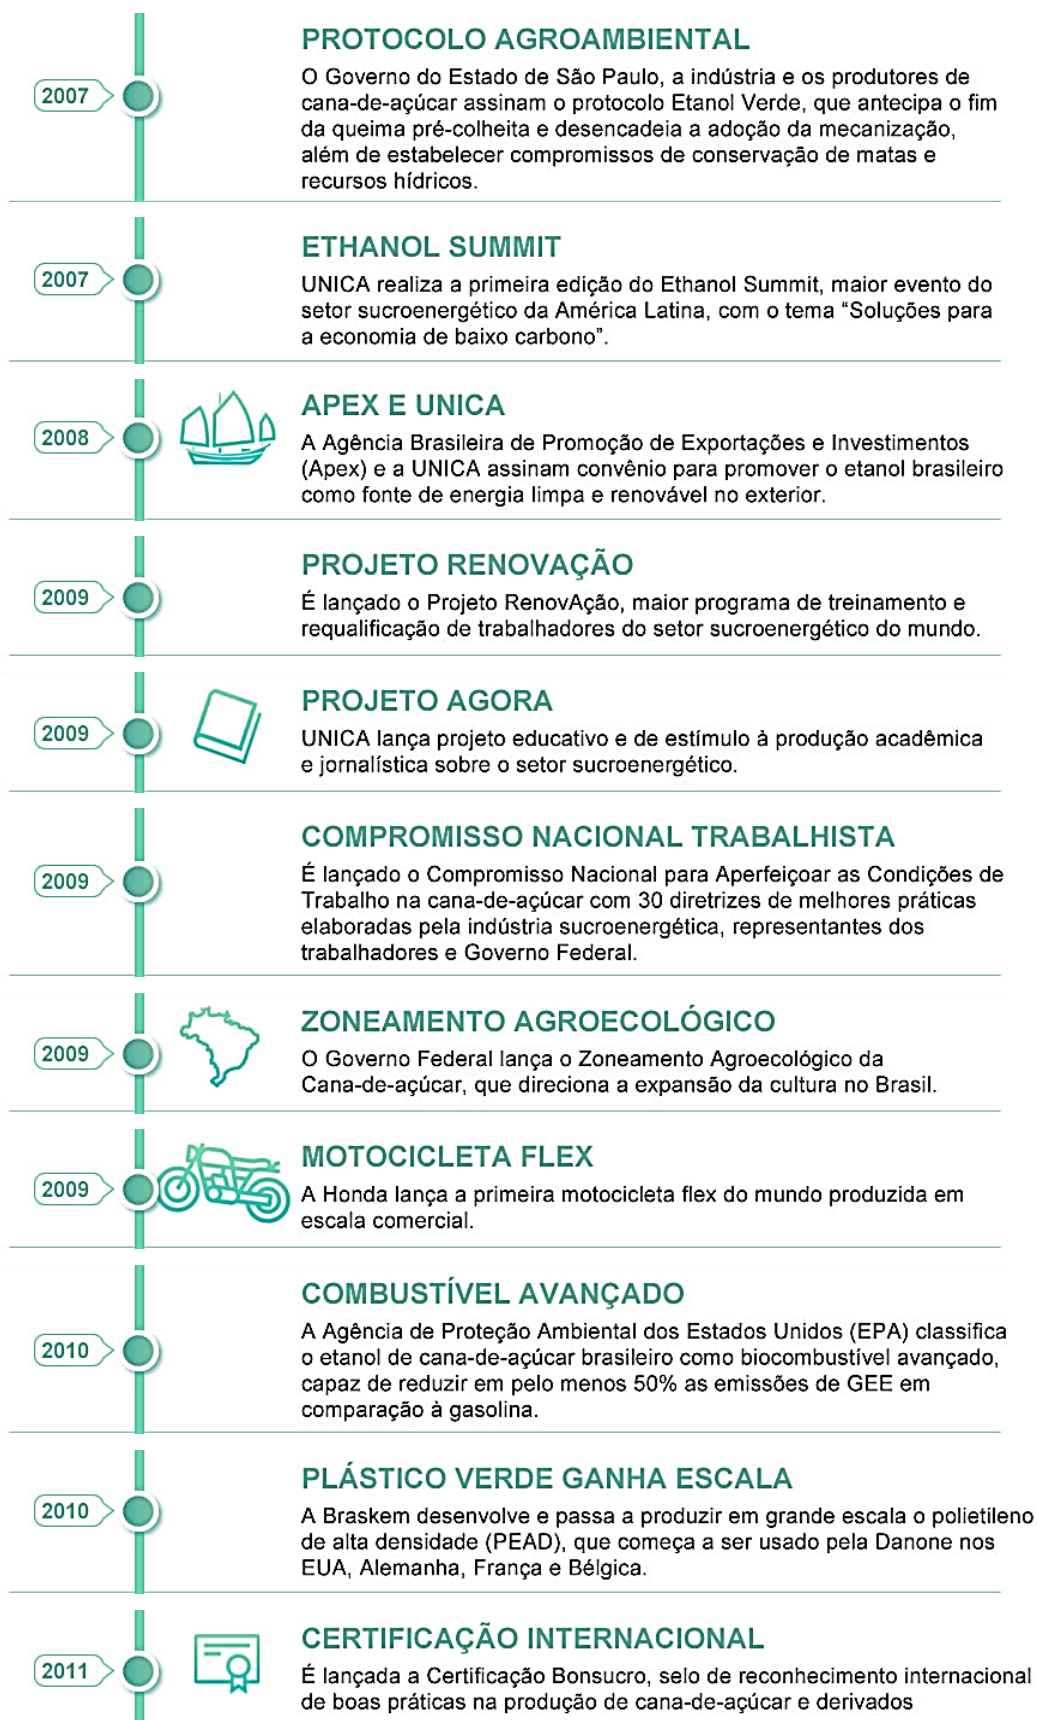 PROTOCOLO AGROAMBIENTAL
2007
O Governo do Estado de São Paulo, a indústria e os produtores de
cana-de-açúcar assinam o protocolo Etanol Verde, que antecipa o fim
da queima pré-colheita e desencadeia a adoção da mecanização,
além de estabelecer compromissos de conservação de matas e
recursos hídricos.
ETHANOL SUMMIT
2007
UNICA realiza a primeira edição do Ethanol Summit, maior evento do
setor sucroenergético da América Latina, com o tema “Soluções para
a economia de baixo carbono”.
APEX E UNICA
2008
A Agência Brasileira de Promoção de Exportações e Investimentos
(Apex) e a UNICA assinam convênio para promover o etanol brasileiro
como fonte de energia limpa e renovável no exterior.
PROJETO RENOVAÇÃO
2009
É lançado o Projeto RenovAção, maior programa de treinamento e
requalificação de trabalhadores do setor sucroenergético do mundo.
PROJETO AGORA
2009
UNICA lança projeto educativo e de estímulo à produção acadêmica
e jornalística sobre o setor sucroenergético.
COMPROMISSO NACIONAL TRABALHISTA
2009
É lançado o Compromisso Nacional para Aperfeiçoar as Condições de
Trabalho na cana-de-açúcar com 30 diretrizes de melhores práticas
elaboradas pela indústria sucroenergética, representantes dos
trabalhadores e Governo Federal.
ZONEAMENTO AGROECOLÓGICO
2009
O Governo Federal lança o Zoneamento Agroecológico da
Cana-de-açúcar, que direciona a expansão da cultura no Brasil.
MOTOCICLETA FLEX
2009
A Honda lança a primeira motocicleta flex do mundo produzida em
escala comercial.
COMBUSTÍVEL AVANÇADO
2010
A Agência de Proteção Ambiental dos Estados Unidos (EPA) classifica
o etanol de cana-de-açúcar brasileiro como biocombustível avançado,
capaz de reduzir em pelo menos 50% as emissões de GEE em
comparação à gasolina.
PLÁSTICO VERDE GANHA ESCALA
2010
A Braskem desenvolve e passa a produzir em grande escala o polietileno
de alta densidade (PEAD), que começa a ser usado pela Danone nos
EUA, Alemanha, França e Bélgica.
CERTIFICAÇÃO INTERNACIONAL
2011
É lançada a Certificação Bonsucro, selo de reconhecimento internacional
de boas práticas na produção de cana-de-açúcar e derivados